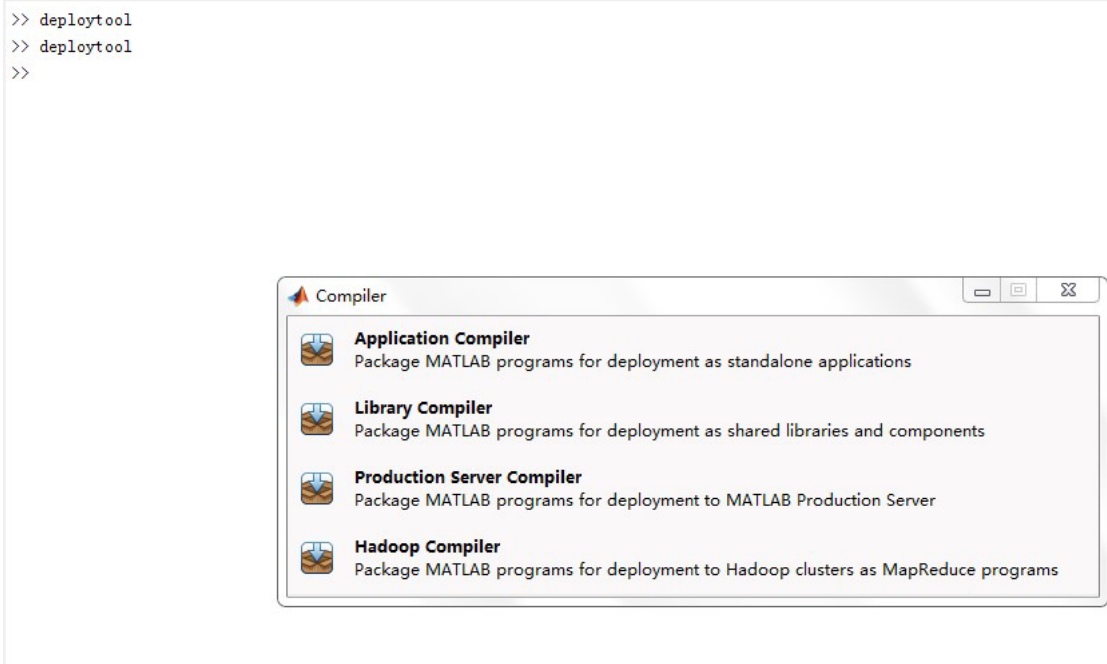 >> deploytool
>> deploytool
>>
Compiler
Application Compiler
Package MATLAB programs for deployment as standalone applications
Library Compiler
Package MATLAB programs for deployment as shared libraries and components
Production Server Compiler
Package MATLAB programs for deployment to MATLAB Production Server
Hadoop Compiler
Package MATLAB programs for deployment to Hadoop clusters as MapReduce programs